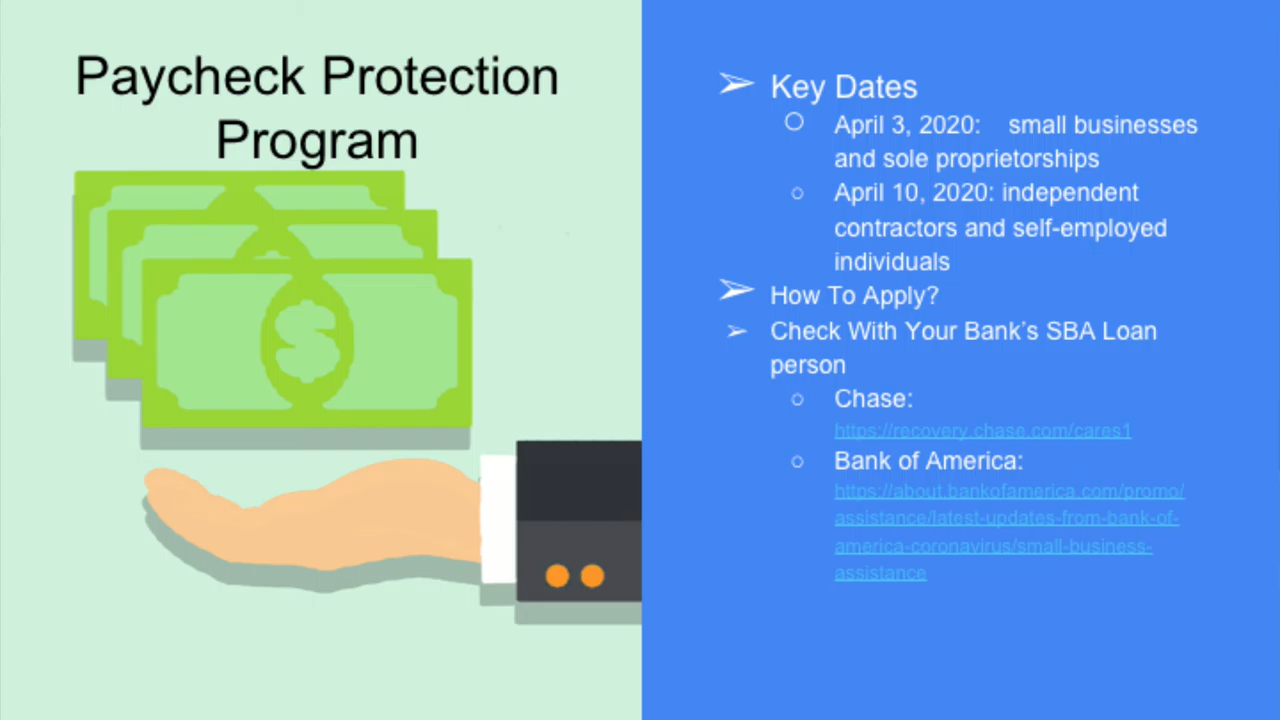 Paycheck Protection
Program
$
➢ Key Dates
○ April 3, 2020: small businesses
and sole proprietorships
○ April 10, 2020: independent
contractors and self-employed
individuals
➢ How To Apply?
➢ Check With Your Bank’s SBA Loan
person
○ Chase:
https://recovery.chase.com/cares1
○ Bank of America:
https://about.bankofamerica.com/promo/
assistance/latest-updates-from-bank-of-
america-coronavirus/small-business-
assistance